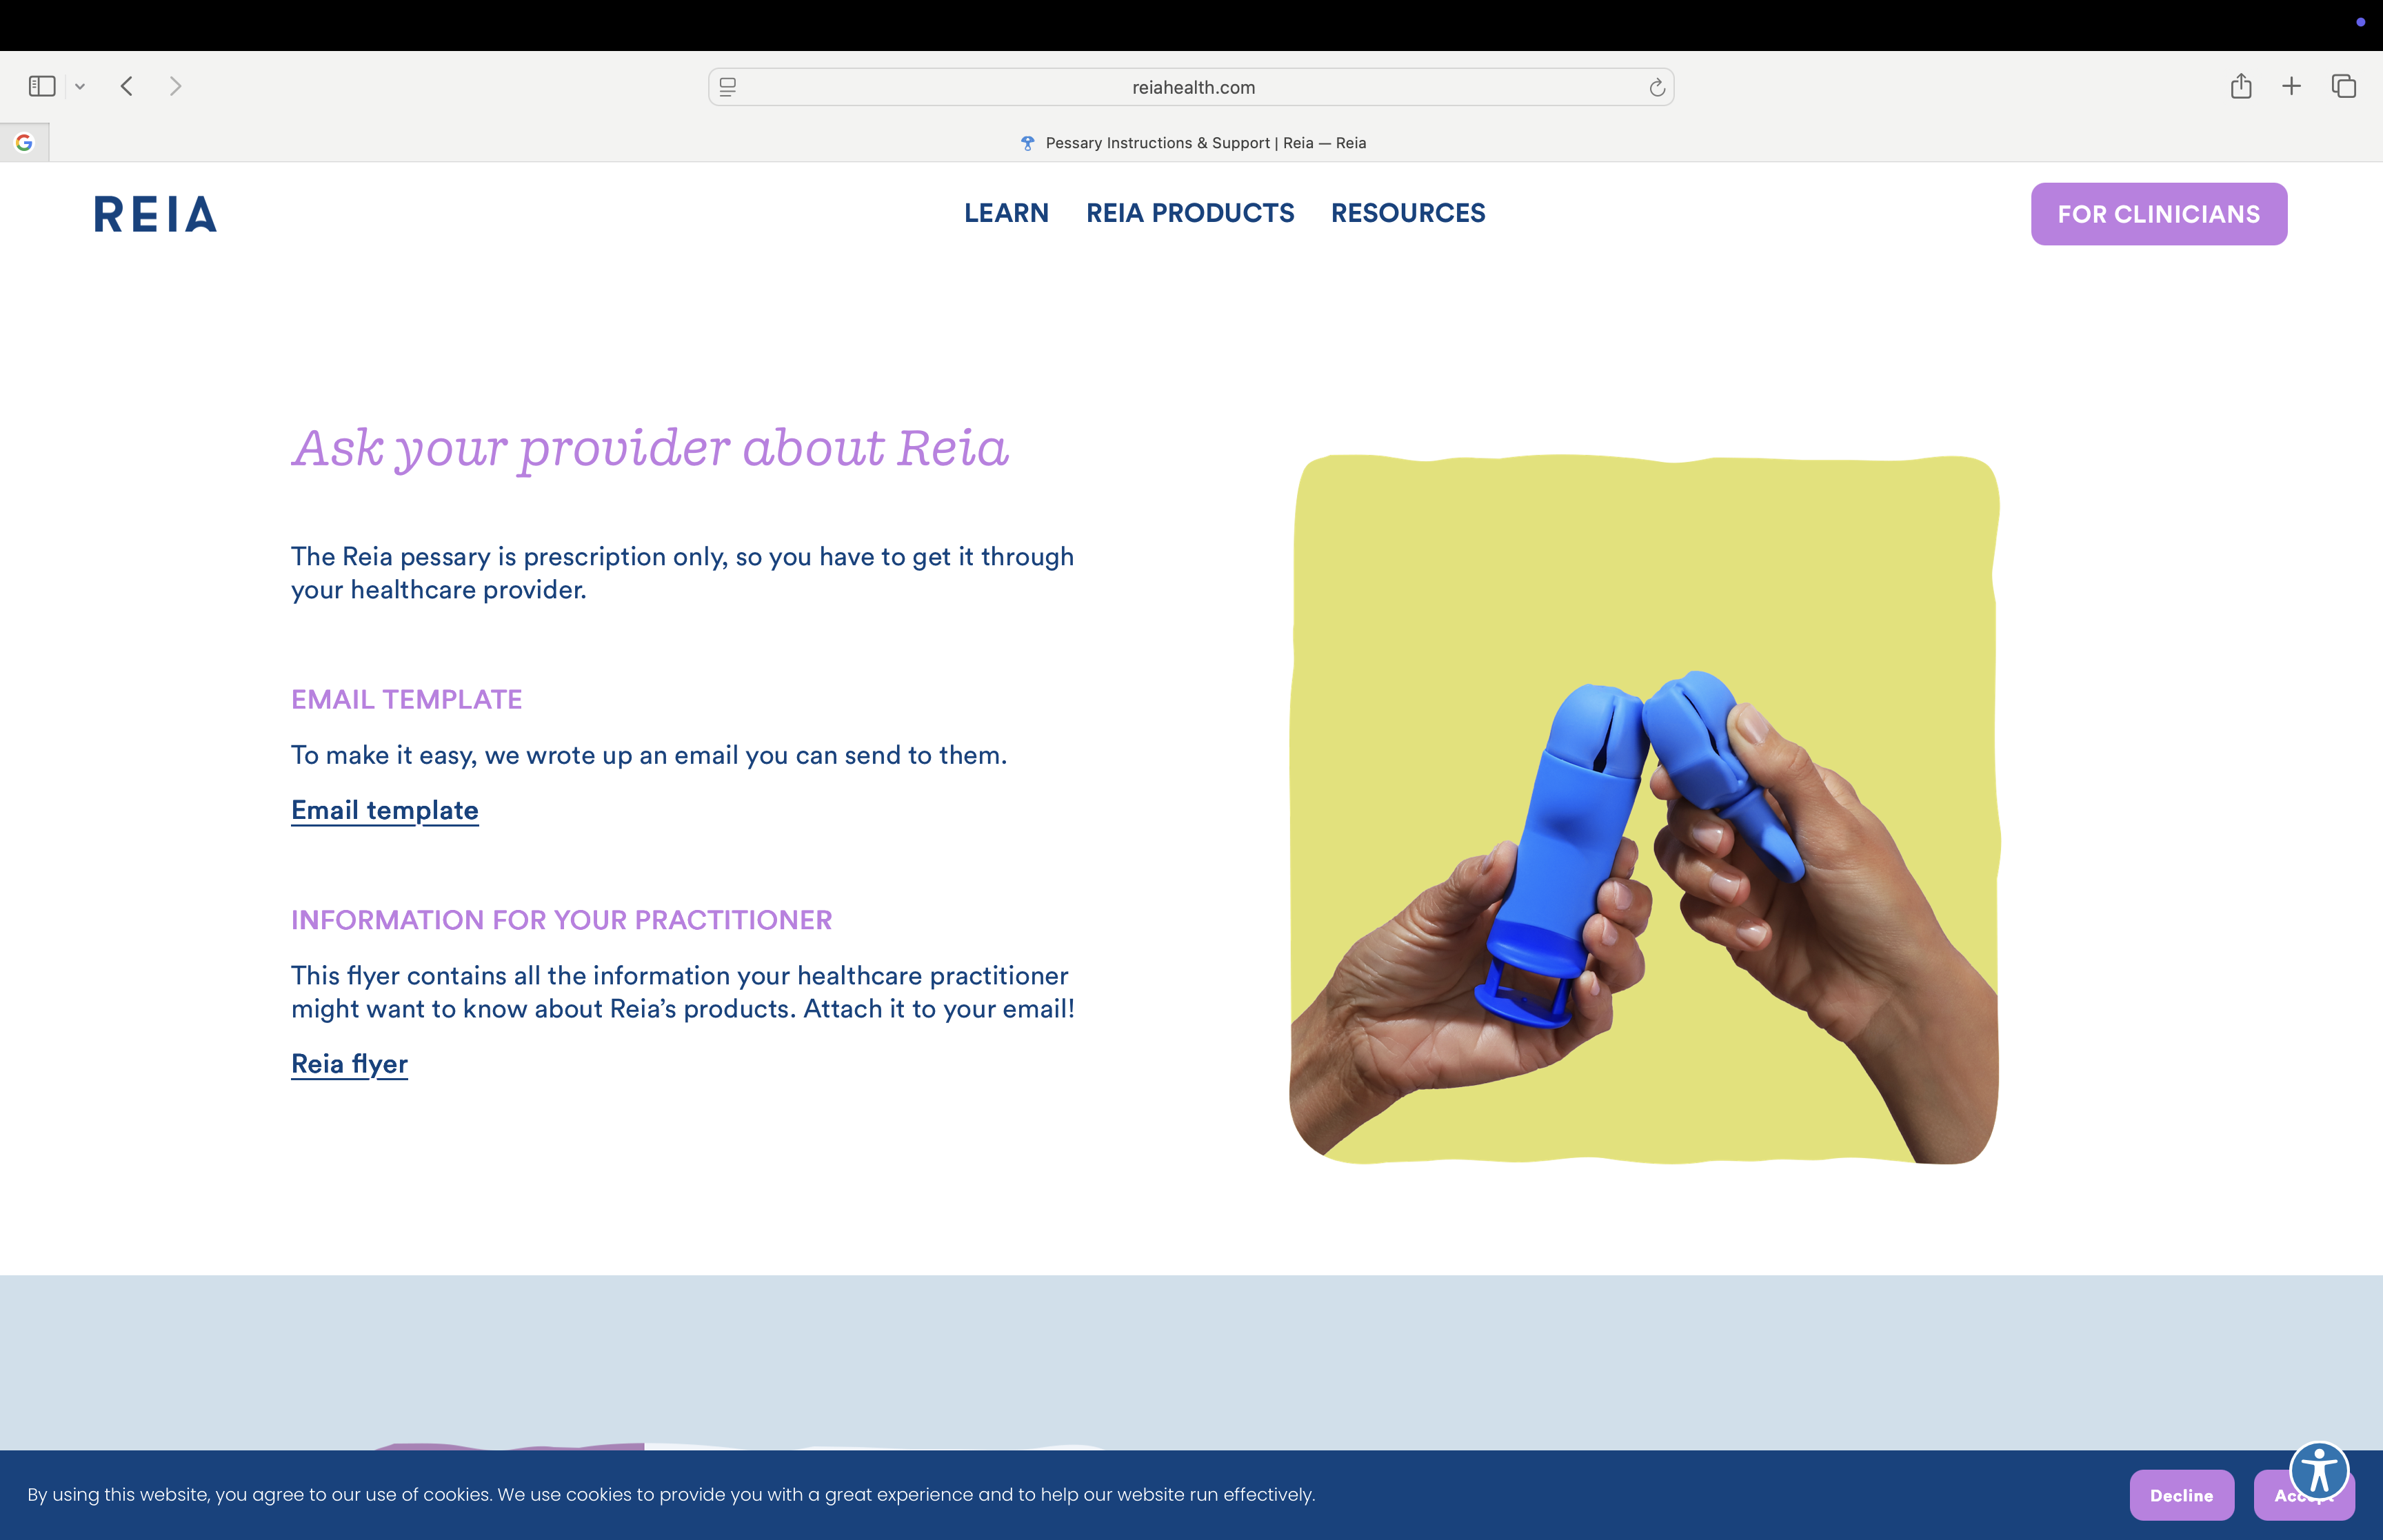 reiahealth.com
Pessary Instructions & Support | Reia — Reia
REIA
LEARN
REIA PRODUCTS
RESOURCES
FOR CLINICIANS
Ask your provider about Reia
The Reia pessary is prescription only, so you have to get it through
your healthcare provider.
EMAIL TEMPLATE
To make it easy, we wrote up an email you can send to them.
Email template
INFORMATION FOR YOUR PRACTITIONER
This flyer contains all the information your healthcare practitioner
might want to know about Reia’s products. Attach it to your email!
Reia flyer
By using this website, you agree to our use of cookies. We use cookies to provide you with a great experience and to help our website run effectively.
Decline